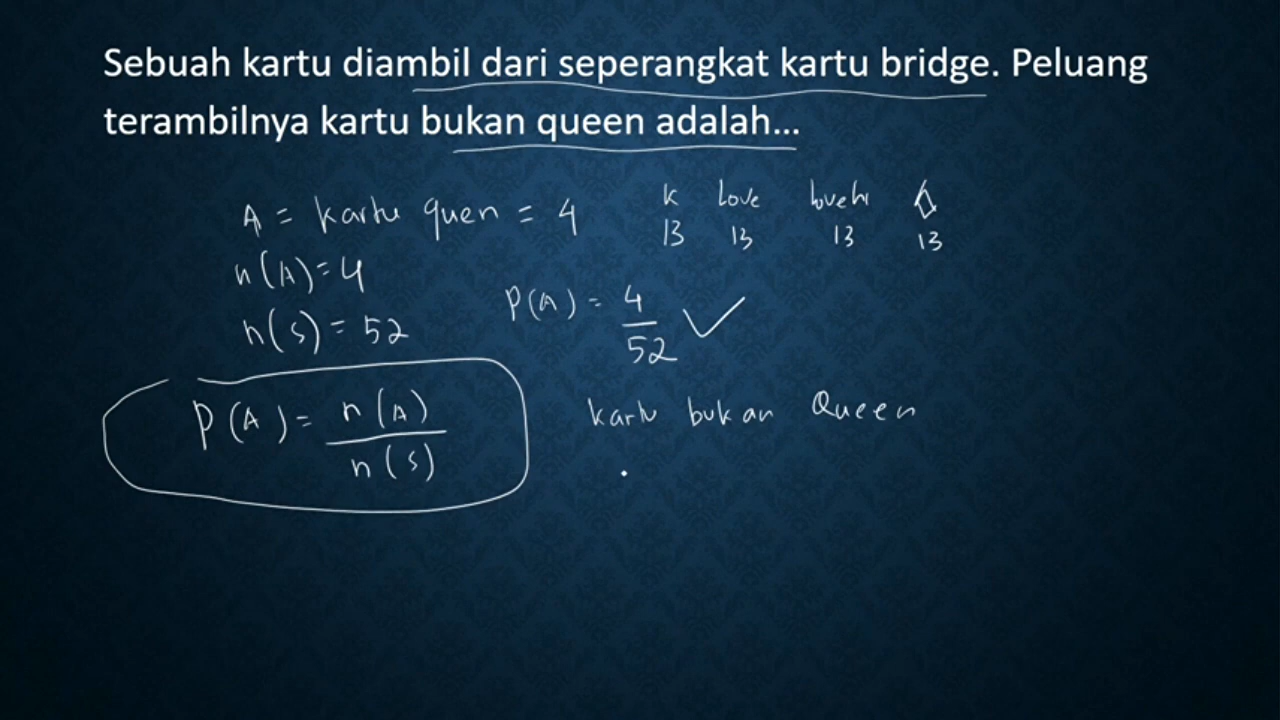 Sebuah kartu diambil dari seperangkat kartu bridge. Peluang
terambilnya kartu bukan queen adalah...
A = kartu quen = 4
K Love lovehi
13 13 13 13
n(A) = 4
P(A) = 4/52
n(S) = 52
P(A) = n(A)/n(S)
kartu bukan Queen